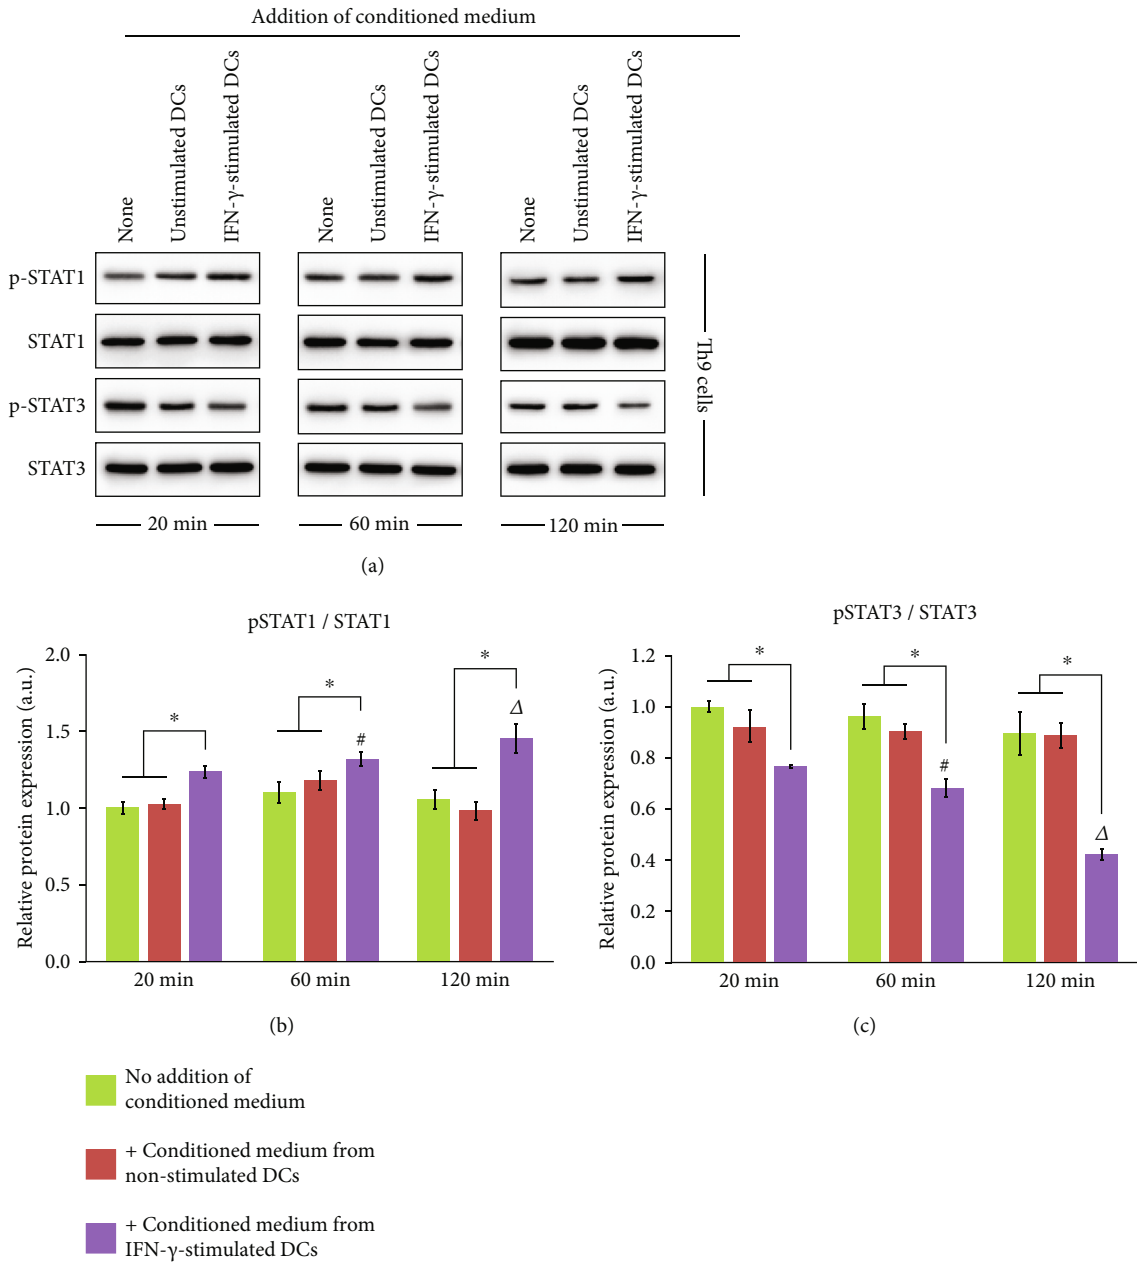 Addition of conditioned medium
None
Unstimulated DCs
IFN-γ-stimulated DCs
None
Unstimulated DCs
IFN-γ-stimulated DCs
None
Unstimulated DCs
IFN-γ-stimulated DCs
p-STAT1
STAT1
p-STAT3
STAT3
Th9 cells
20 min
60 min
120 min
(a)
pSTAT1 / STAT1
Relative protein expression (a.u.)
2.0
1.5
1.0
0.5
0.0
*
*
#
*
Δ
20 min
60 min
120 min
(b)
pSTAT3 / STAT3
Relative protein expression (a.u.)
1.2
1.0
0.8
0.6
0.4
0.2
0.0
*
*
#
*
Δ
20 min
60 min
120 min
(c)
No addition of
conditioned medium
+ Conditioned medium from
non-stimulated DCs
+ Conditioned medium from
IFN-γ-stimulated DCs